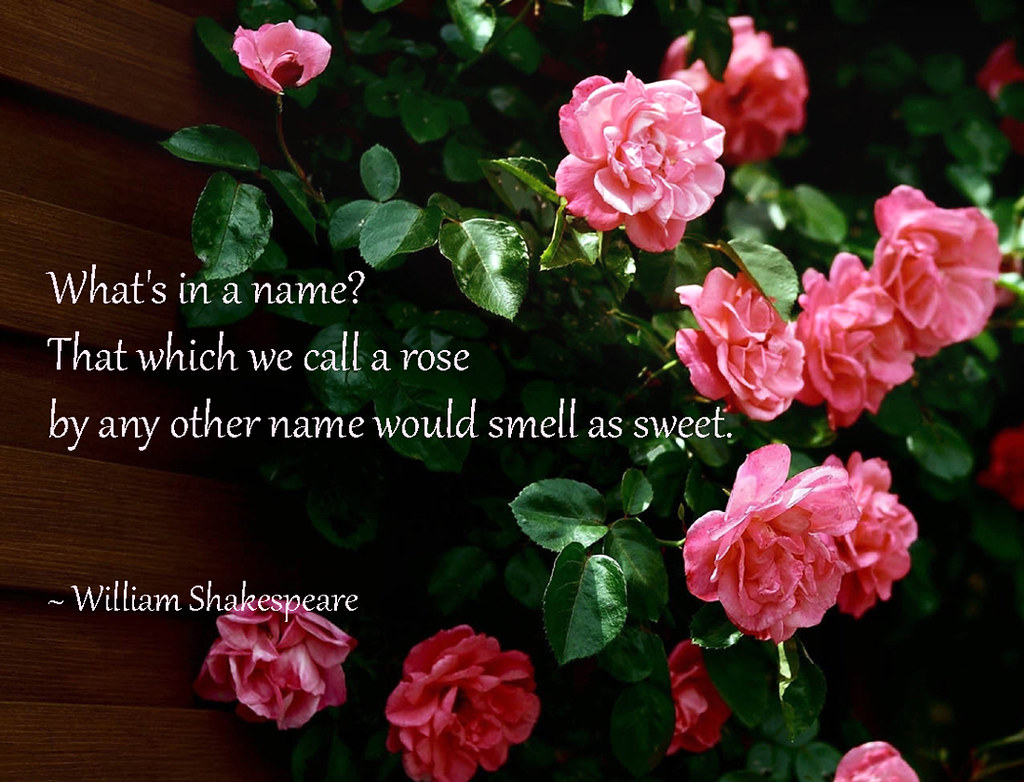 What's in a name?
That which we call a rose
by any other name would smell as sweet.
~ William Shakespeare